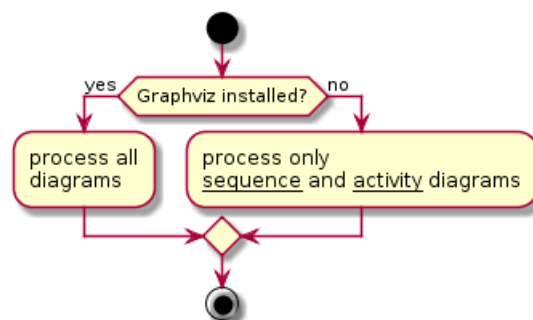 yes
no
Graphviz installed?
process all
diagrams
process only
sequence and activity diagrams